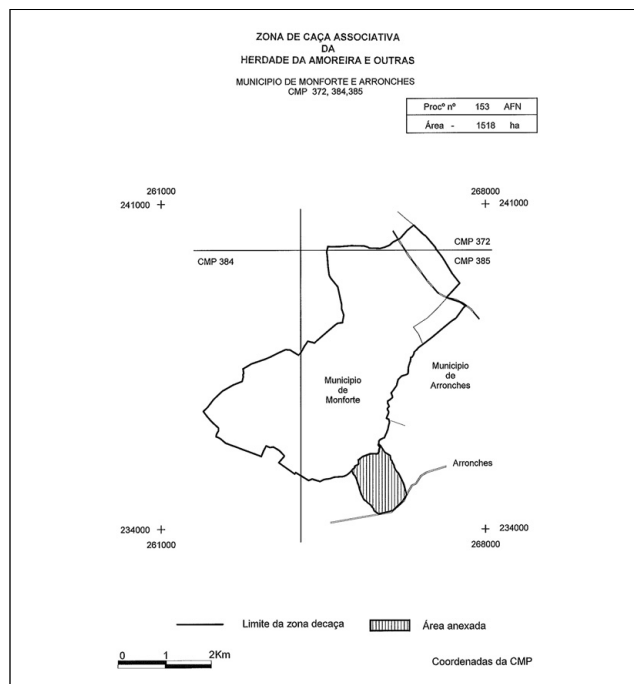 ZONA DE CAÇA ASSOCIATIVA
DA
HERDADE DA AMOREIRA E OUTRAS
MUNICIPIO DE MONFORTE E ARRONCHES
CMP 372, 384,385
Procº nº 153 AFN
Área - 1518 ha
261000
241000
268000
241000
CMP 372
CMP 384
CMP 385
Municipio
de
Arronches
Municipio
de
Monforte
Arronches
234000
261000
234000
268000
Limite da zona decaça
Área anexada
0 1 2Km
Coordenadas da CMP